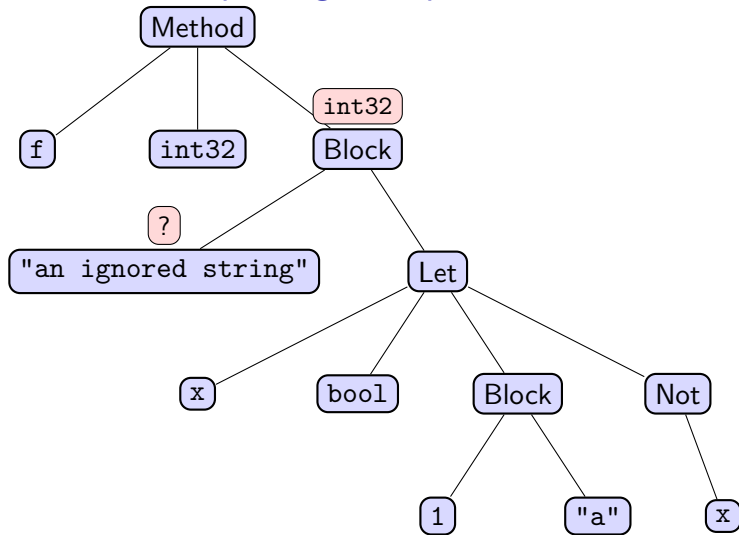 Method
int32
f
int32
Block
?
"an ignored string"
Let
x
bool
Block
Not
1
"a"
x